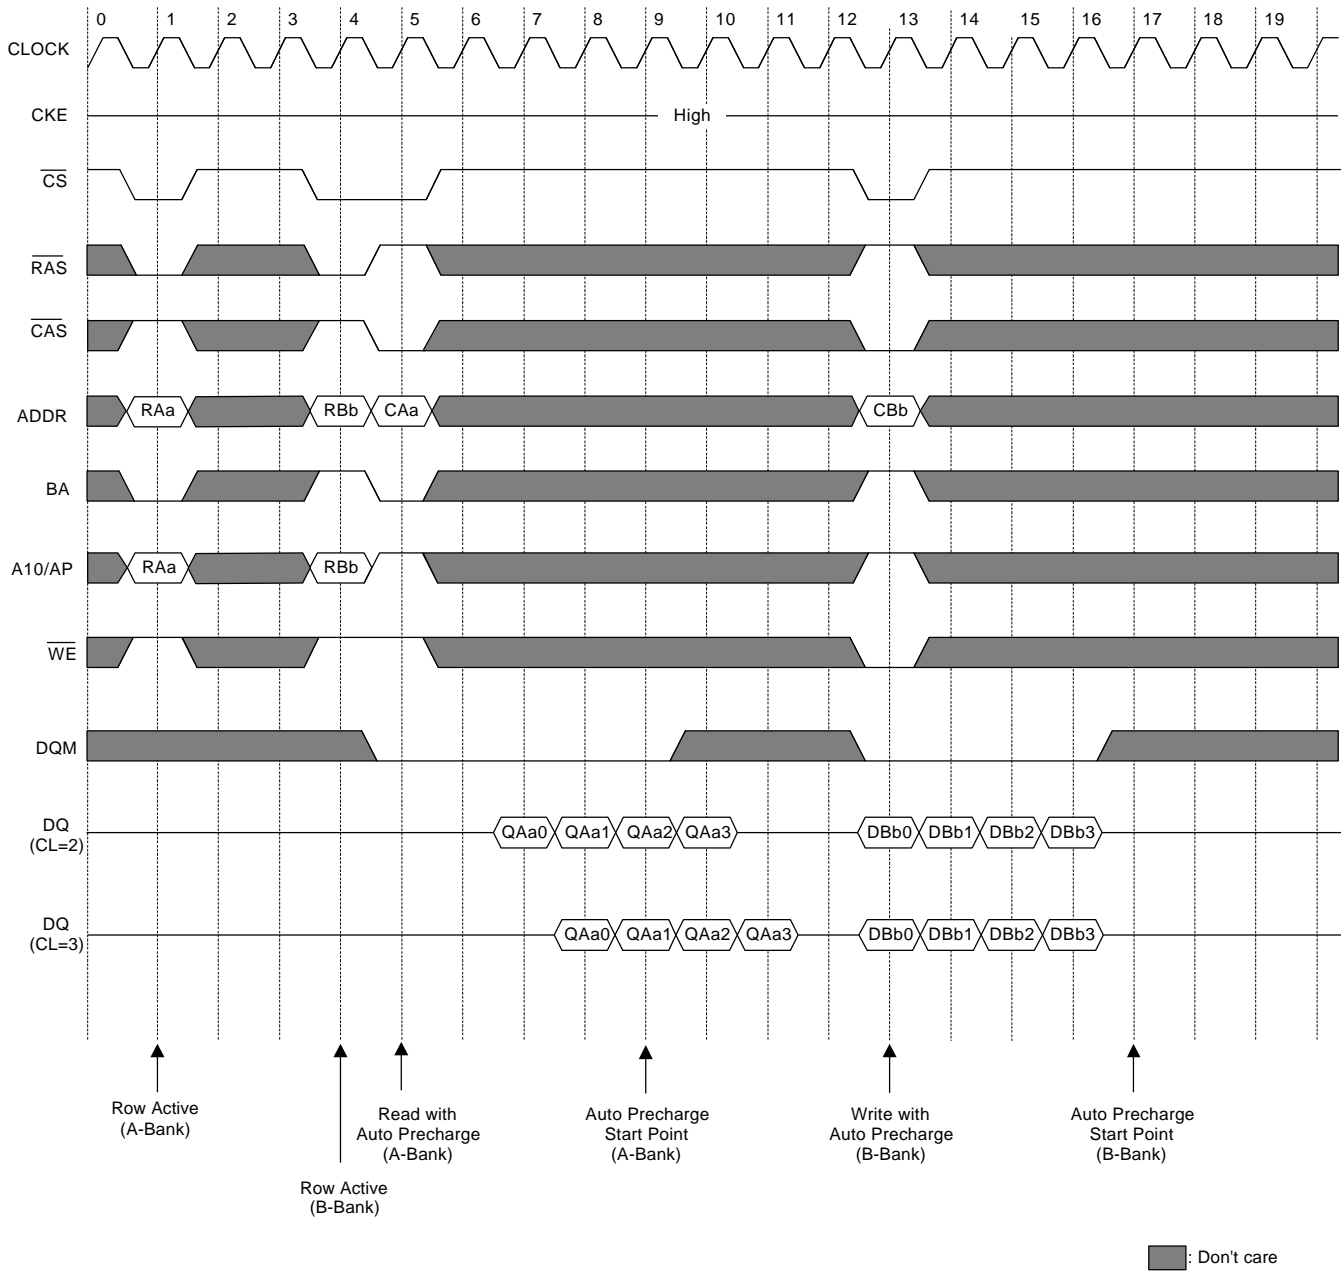 0 1 2 3 4 5 6 7 8 9 10 11 12 13 14 15 16 17 18 19
CLOCK
CKE
High
CS
RAS
CAS
ADDR
RAa RBb CAa CBb
BA
A10/AP
RAa RBb
WE
DQM
DQ
(CL=2)
QAa0 QAa1 QAa2 QAa3 DBb0 DBb1 DBb2 DBb3
DQ
(CL=3)
QAa0 QAa1 QAa2 QAa3 DBb0 DBb1 DBb2 DBb3
Row Active
(A-Bank)
Row Active
(B-Bank)
Read with
Auto Precharge
(A-Bank)
Auto Precharge
Start Point
(A-Bank)
Write with
Auto Precharge
(B-Bank)
Auto Precharge
Start Point
(B-Bank)
: Don't care